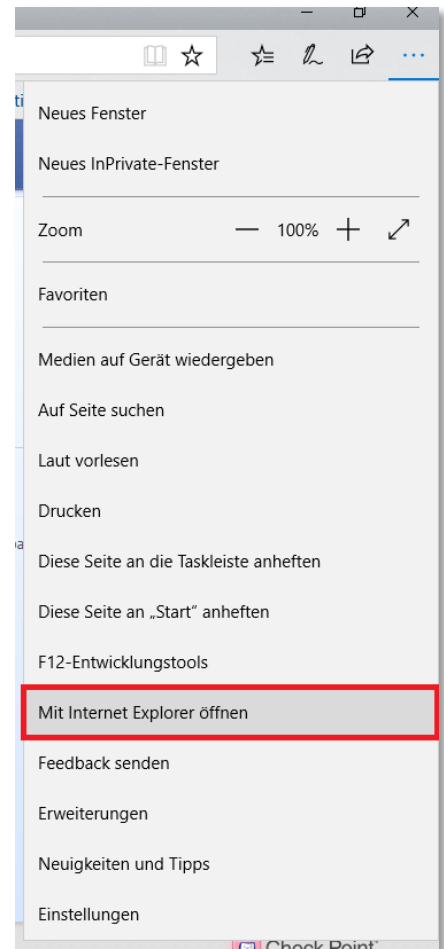 ti
Neues Fenster
Neues InPrivate-Fenster
Zoom — 100% +
Favoriten
Medien auf Gerät wiedergeben
Auf Seite suchen
Laut vorlesen
Drucken
Diese Seite an die Taskleiste anheften
Diese Seite an „Start“ anheften
F12-Entwicklungstools
Mit Internet Explorer öffnen
Feedback senden
Erweiterungen
Neuigkeiten und Tipps
Einstellungen
Check Point